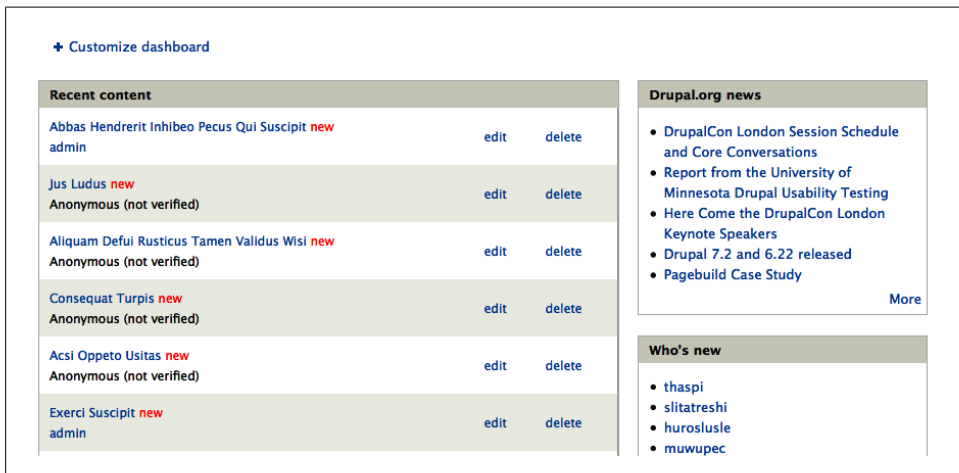 + Customize dashboard
Recent content
Abbas Hendrerit Inhibeo Pecus Qui Suscipit new
admin
edit delete
Jus Ludus new
Anonymous (not verified)
edit delete
Aliquam Defui Rusticus Tamen Validus Wisi new
Anonymous (not verified)
edit delete
Consequat Turpis new
Anonymous (not verified)
edit delete
Acsi Oppeto Usitas new
Anonymous (not verified)
edit delete
Exerci Suscipit new
admin
edit delete
Drupal.org news
• DrupalCon London Session Schedule
and Core Conversations
• Report from the University of
Minnesota Drupal Usability Testing
• Here Come the DrupalCon London
Keynote Speakers
• Drupal 7.2 and 6.22 released
• Pagebuild Case Study
More
Who's new
• thaspi
• slitatreshi
• huroslusle
• muwupec